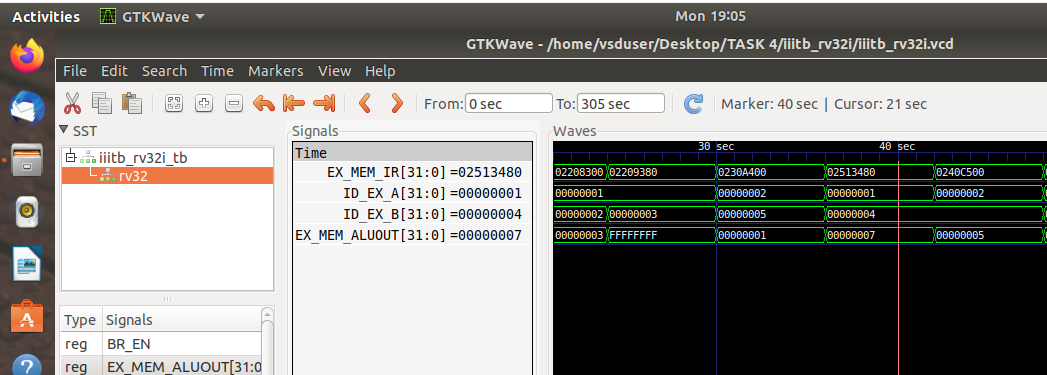 Activities GTKWave Mon 19:05
GTKWave - /home/vsduser/Desktop/TASK 4/iiitb_rv32i/iiitb_rv32i.vcd
File Edit Search Time Markers View Help
From: 0 sec To: 305 sec Marker: 40 sec | Cursor: 21 sec
SST
iiitb_rv32i_tb
rv32
Type Signals
reg BR_EN
reg EX_MEM_ALUOUT[31:0
Signals
Time
EX_MEM_IR[31:0] =02513480
ID_EX_A[31:0] =00000001
ID_EX_B[31:0] =00000004
EX_MEM_ALUOUT[31:0] =00000007
Waves
30 sec 40 sec
02208300 02209380 0230A400 02513480 0240C500
00000001 00000002 00000001 00000002
00000002 00000003 00000005 00000004
00000003 FFFFFFFF 00000001 00000007 00000005